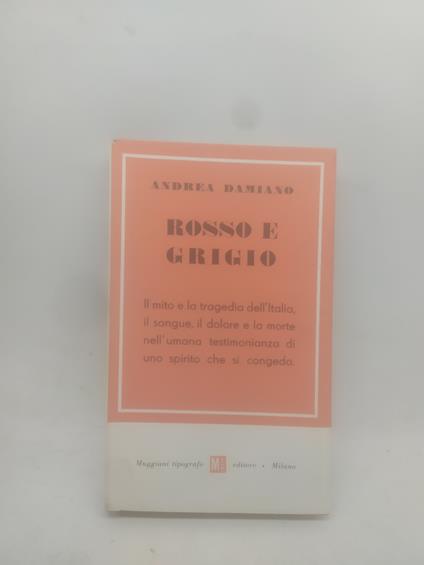 ANDREA DAMIANO
ROSSO E
GRIGIO
Il mito e la tragedia dell'Italia,
il sangue, il dolore e la morte
nell'umana testimonianza di
uno spirito che si congeda.
Muggiani tipografo M editore • Milano